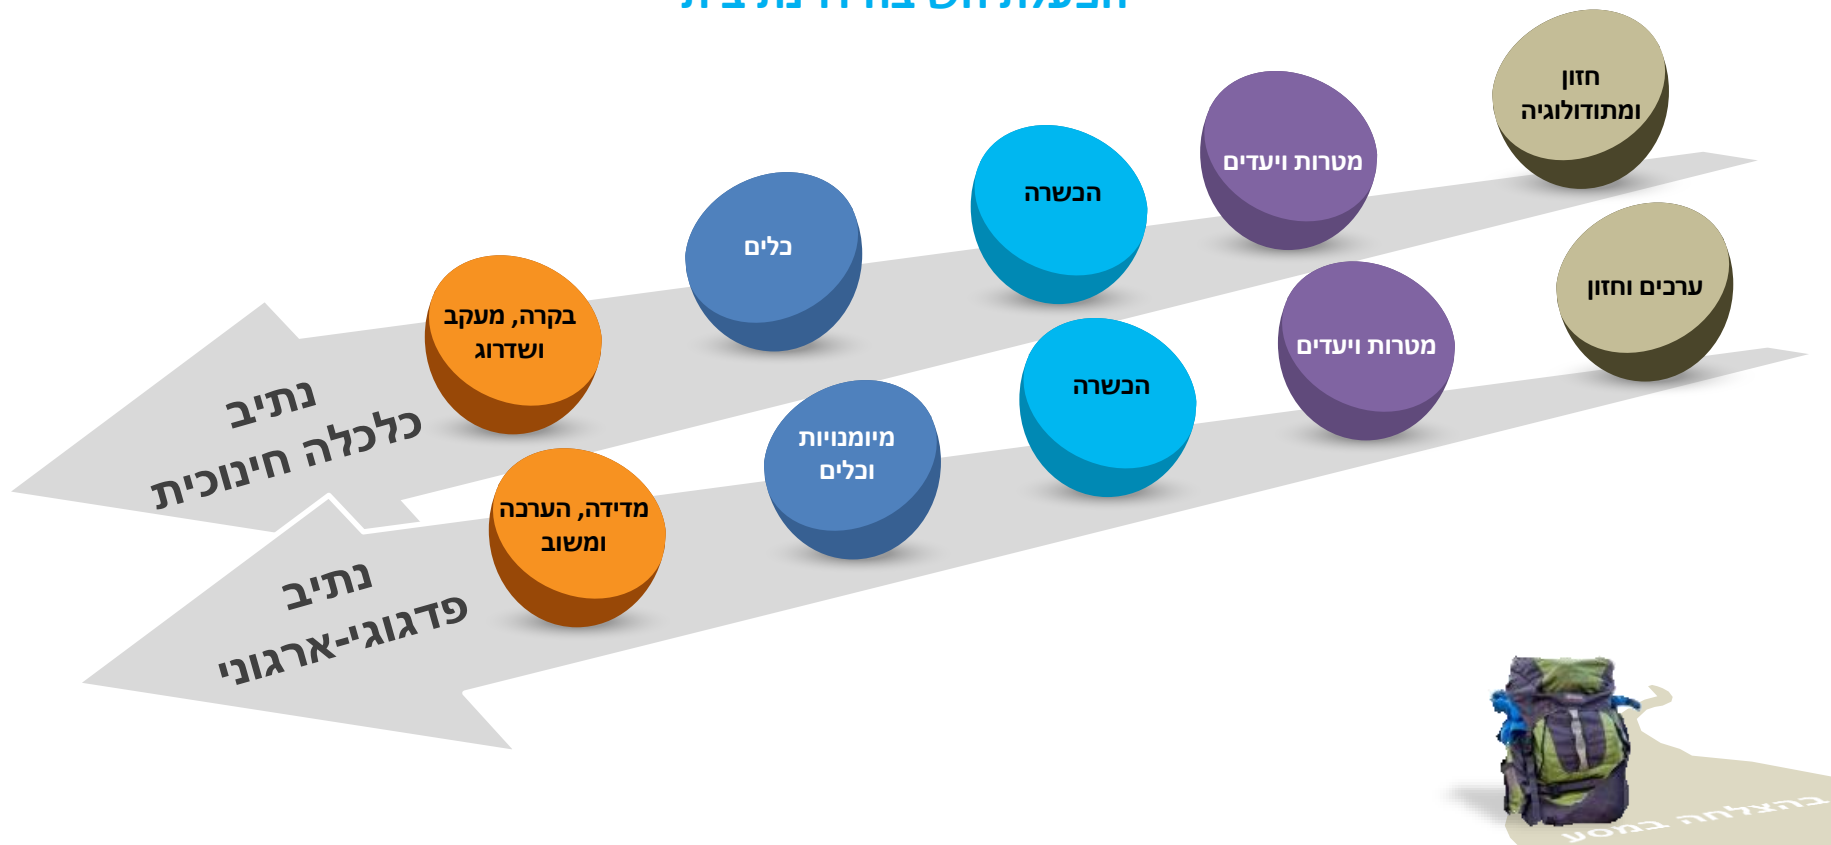 חזון
ומתודולוגיה
מטרות ויעדים
הכשרה
כלים
בקרה, מעקב
ושדרוג
נתיב
כלכלה חינוכית
ערכים וחזון
מטרות ויעדים
הכשרה
מיומנויות
וכלים
מדידה, הערכה
ומשוב
נתיב
פדגוגי-ארגוני
בהצלחה במסע